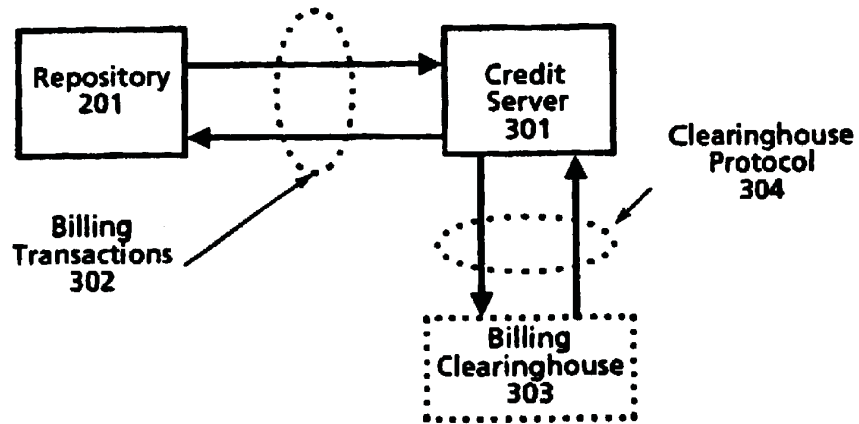 Repository
201
Credit
Server
301
Clearinghouse
Protocol
304
Billing
Transactions
302
Billing
Clearinghouse
303